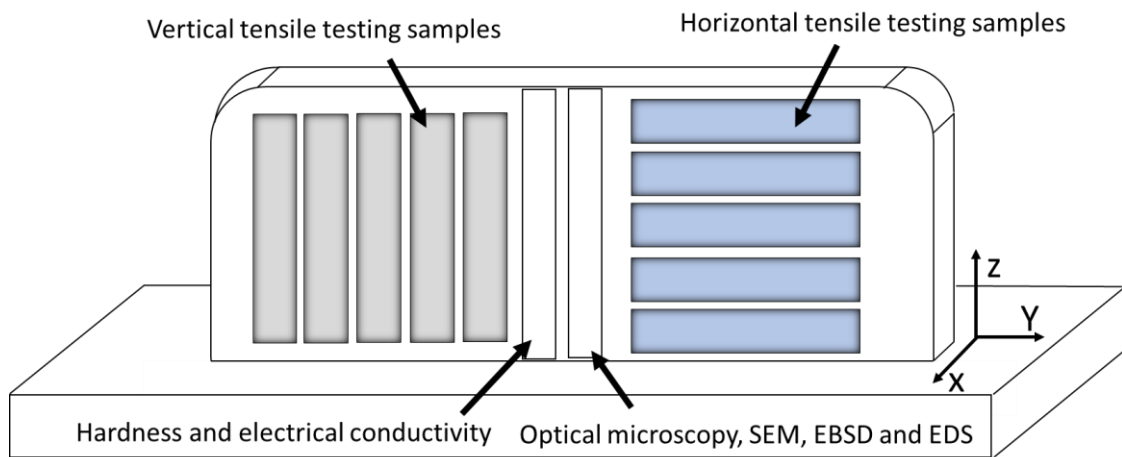 Vertical tensile testing samples
Horizontal tensile testing samples
Z
Y
X
Hardness and electrical conductivity
Optical microscopy, SEM, EBSD and EDS